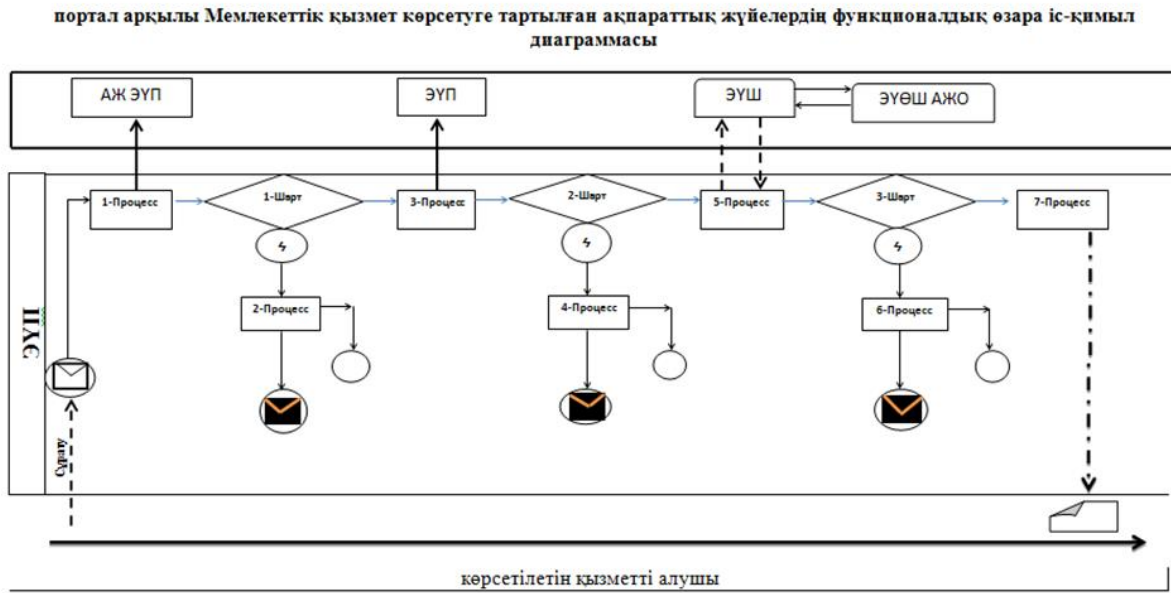 портал арқылы Мемлекеттік қызмет көрсетуге тартылған ақпараттық жүйелердің функционалдық өзара іс-қимыл
диаграммасы
АЖ ЭҮП
ЭҮП
ЭҮШ
ЭҮӨШ АЖО
1-Процесс
1-Шарт
3-Процесс
2-Шарт
5-Процесс
3-Шарт
7-Процесс
2-Процесс
4-Процесс
6-Процесс
ЭҮП
Сұрату
көрсетілетін қызметті алушы